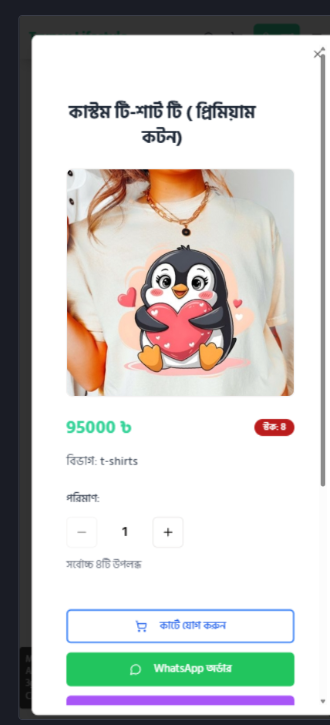 কাস্টম টি-শার্ট টি ( প্রিমিয়াম
কটন)
95000 ৳
স্টক: 8
বিভাগ: t-shirts
পরিমাণ:
− 1 +
সর্বোচ্চ 8টি উপলব্ধ
কার্টে যোগ করুন
WhatsApp অর্ডার